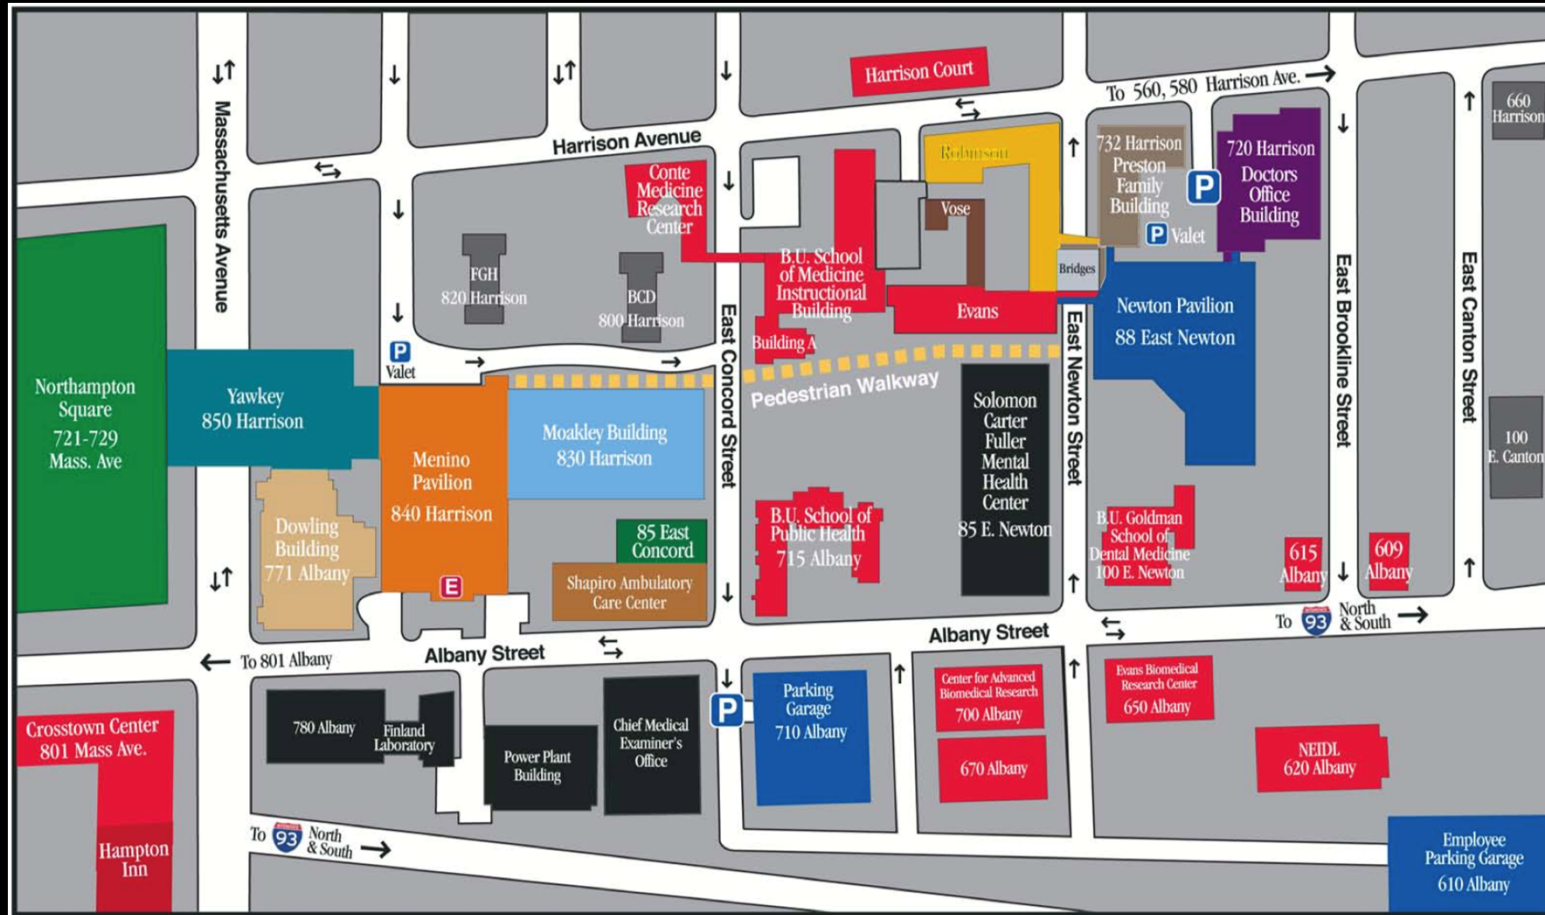 Harrison Court
To 560, 580 Harrison Ave.
660
Harrison
Massachusetts Avenue
Harrison Avenue
Conte
Medicine
Research
Center
Robinson
732 Harrison
Preston
Family
Building
P
P Valet
720 Harrison
Doctors
Office
Building
Vose
FGH
820 Harrison
BCD
800 Harrison
B.U. School
of Medicine
Instructional
Building
Bridges
Evans
Building A
Newton Pavilion
88 East Newton
East Concord Street
East Newton Street
East Brookline Street
East Canton Street
P
Valet
Pedestrian Walkway
Northampton
Square
721-729
Mass. Ave
Yawkey
850 Harrison
Menino
Pavilion
840 Harrison
E
Moakley Building
830 Harrison
Solomon
Carter
Fuller
Mental
Health
Center
85 E. Newton
100
E. Canton
Dowling
Building
771 Albany
85 East
Concord
Shapiro Ambulatory
Care Center
B.U. School of
Public Health
715 Albany
B.U. Goldman
School of
Dental Medicine
100 E. Newton
615
Albany
609
Albany
To 93 North
& South
Albany Street
Albany Street
To 801 Albany
Crosstown Center
801 Mass Ave.
Hampton
Inn
780 Albany
Finland
Laboratory
Power Plant
Building
Chief Medical
Examiner's
Office
P
Parking
Garage
710 Albany
Center for Advanced
Biomedical Research
700 Albany
670 Albany
Evans Biomedical
Research Center
650 Albany
NEIDL
620 Albany
To 93 North
& South
Employee
Parking Garage
610 Albany